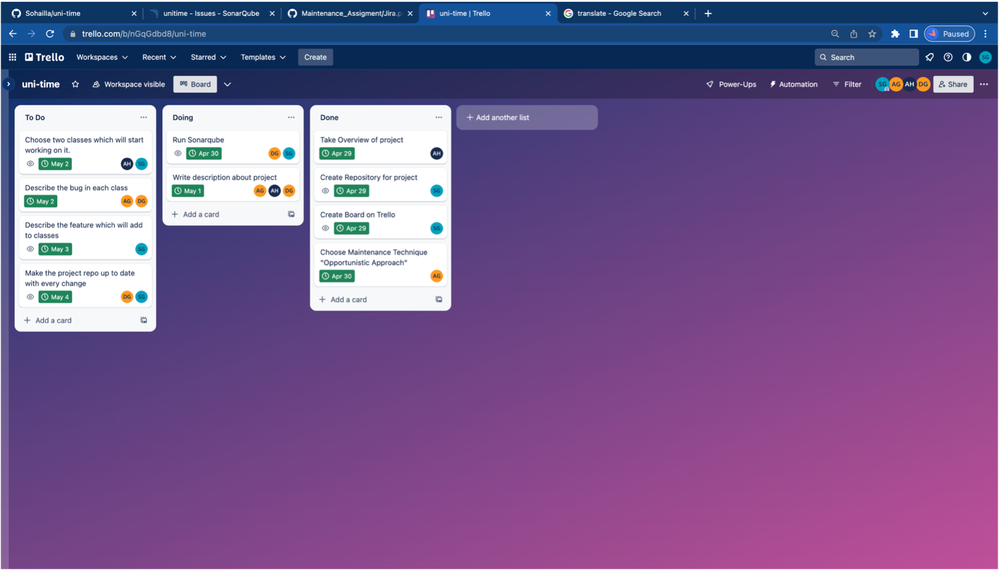 Sohailla/uni-time
unitime - Issues - SonarQube
Maintenance_Assigment/Jira.p
uni-time | Trello
translate - Google Search
trello.com/b/nGqGdbd8/uni-time
Paused
Trello
Workspaces
Recent
Starred
Templates
Create
Search
SG
uni-time
Workspace visible
Board
Power-Ups
Automation
Filter
SG
AG
AH
DG
Share
To Do
Choose two classes which will start
working on it.
May 2
AH
SG
Describe the bug in each class
May 2
AG
DG
Describe the feature which will add
to classes
May 3
SG
Make the project repo up to date
with every change
May 4
DG
SG
+ Add a card
Doing
Run Sonarqube
Apr 30
DG
SG
Write description about project
May 1
AG
AH
DG
+ Add a card
Done
Take Overview of project
Apr 29
AH
Create Repository for project
Apr 29
SG
Create Board on Trello
Apr 29
SG
Choose Maintenance Technique
"Opportunistic Approach"
Apr 30
AG
+ Add a card
+ Add another list